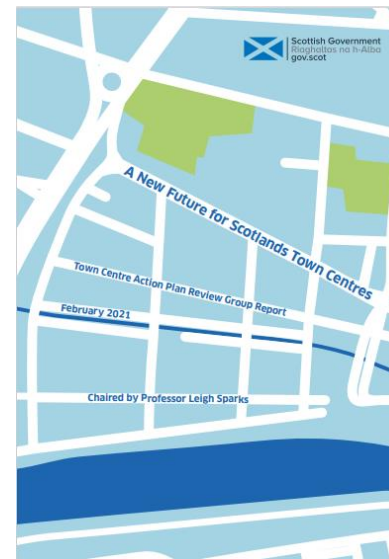 Scottish Government
Riaghaltas na h-Alba
gov.scot
A New Future for Scotlands Town Centres
Town Centre Action Plan Review Group Report
February 2021
Chaired by Professor Leigh Sparks